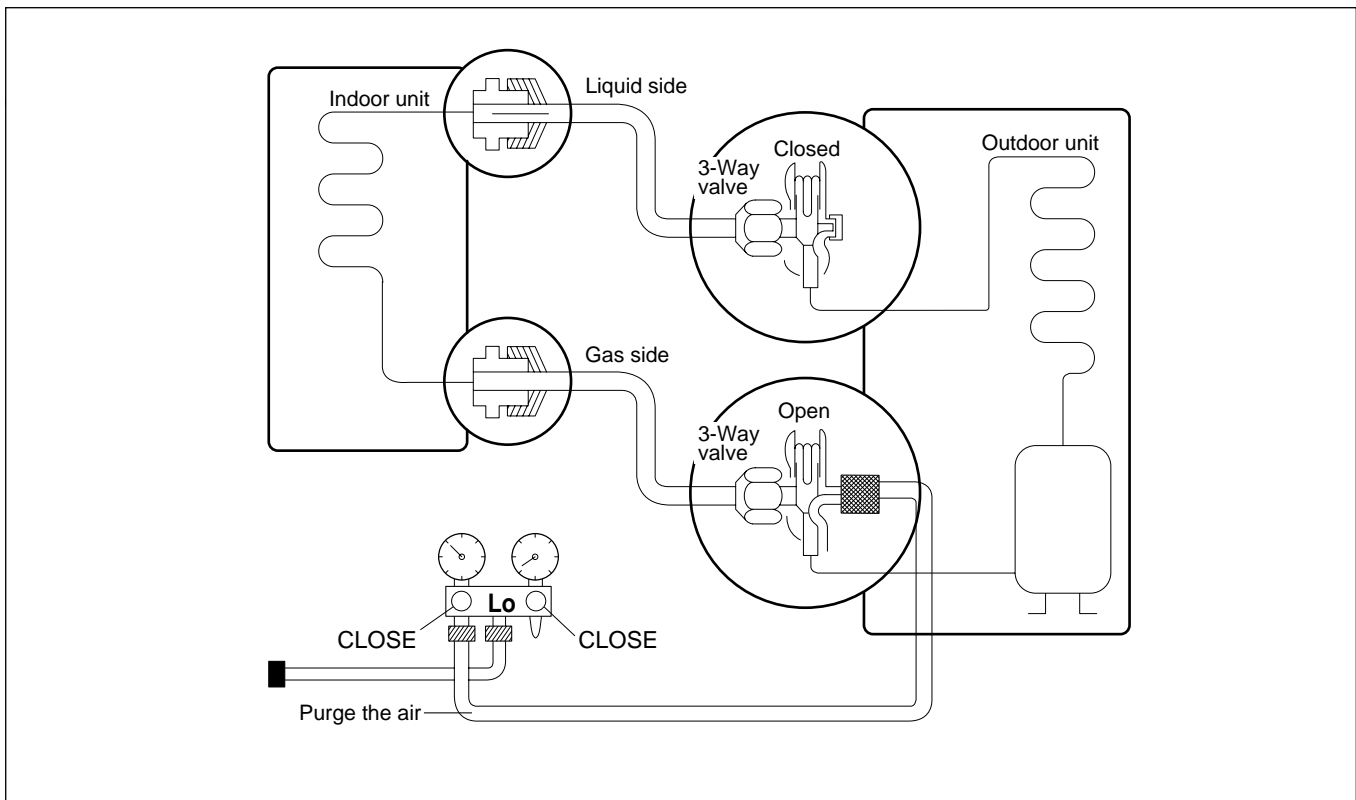 Indoor unit
Liquid side
3-Way
valve
Closed
Outdoor unit
Gas side
3-Way
valve
Open
Lo
CLOSE
CLOSE
Purge the air